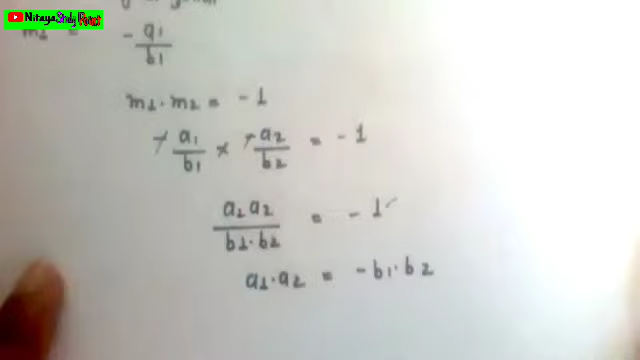 Nitaya Study Point
m₁ = - a₁/b₁
m₁·m₂ = -1
-a₁/b₁ × -a₂/b₂ = -1
a₁a₂/b₁·b₂ = -1
a₁·a₂ = -b₁·b₂